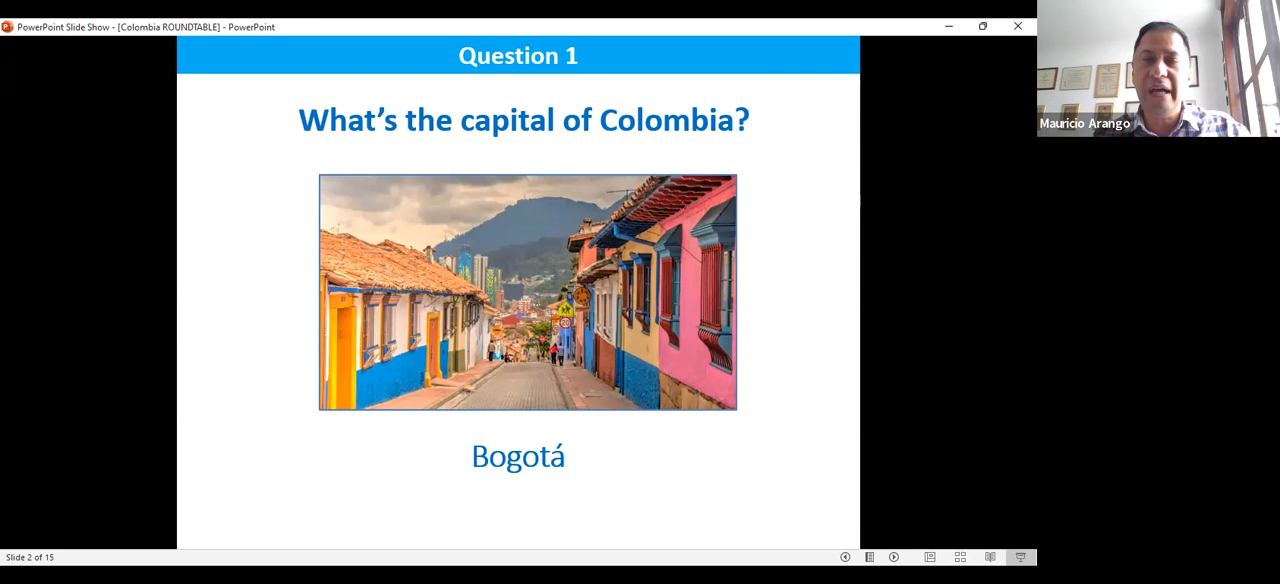 PowerPoint Slide Show - [Colombia ROUNDTABLE] - PowerPoint
Question 1
What's the capital of Colombia?
20
Bogotá
Slide 2 of 15
Mauricio Arango